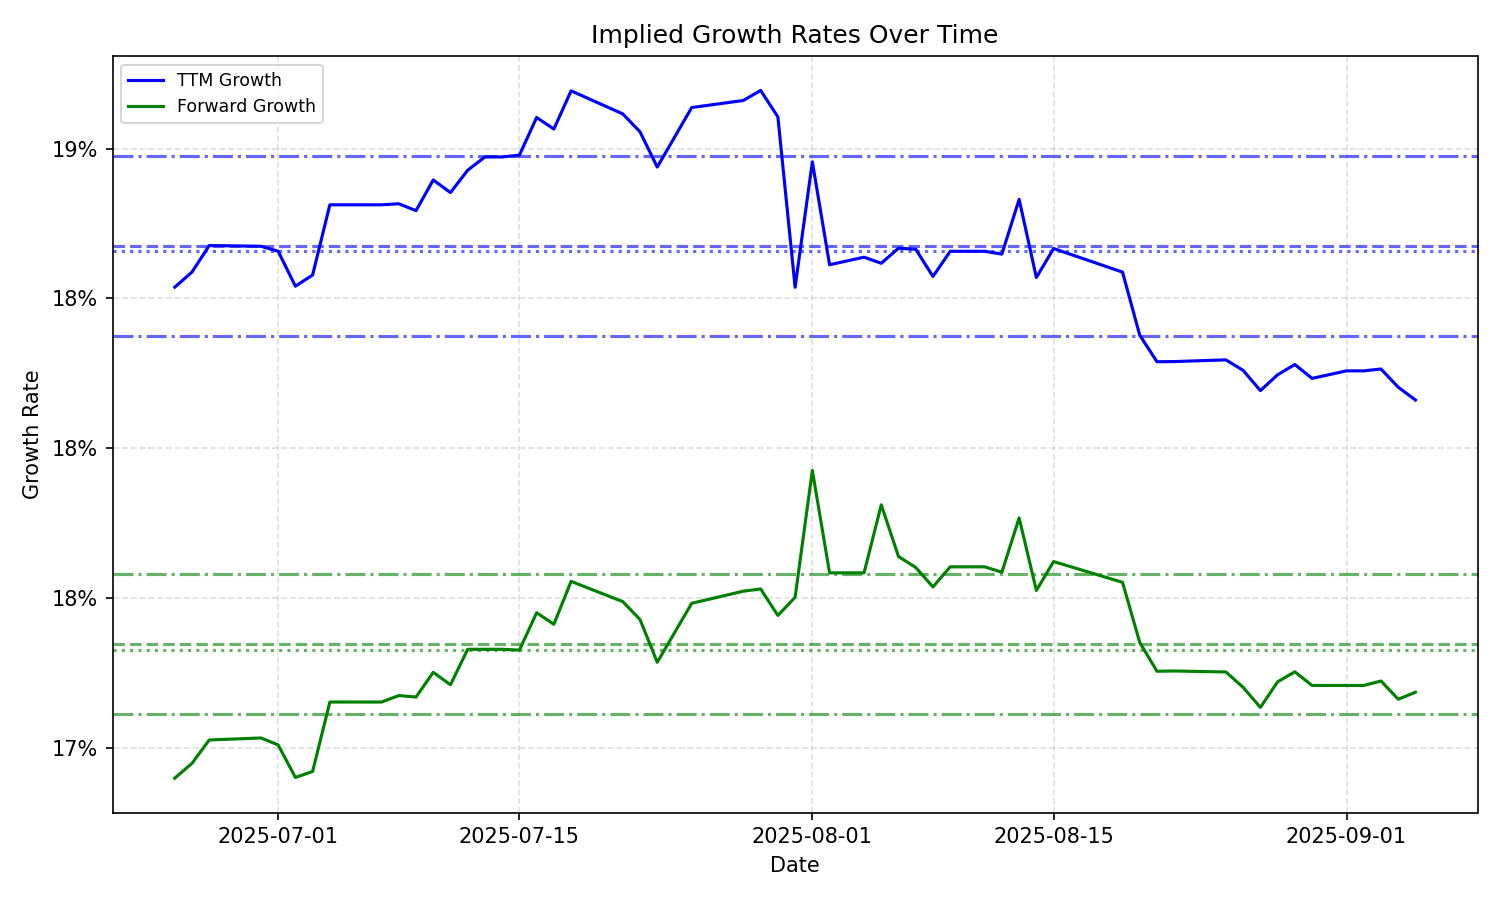 Implied Growth Rates Over Time
TTM Growth
Forward Growth
19%
18%
18%
18%
17%
Growth Rate
2025-07-01
2025-07-15
2025-08-01
2025-08-15
2025-09-01
Date